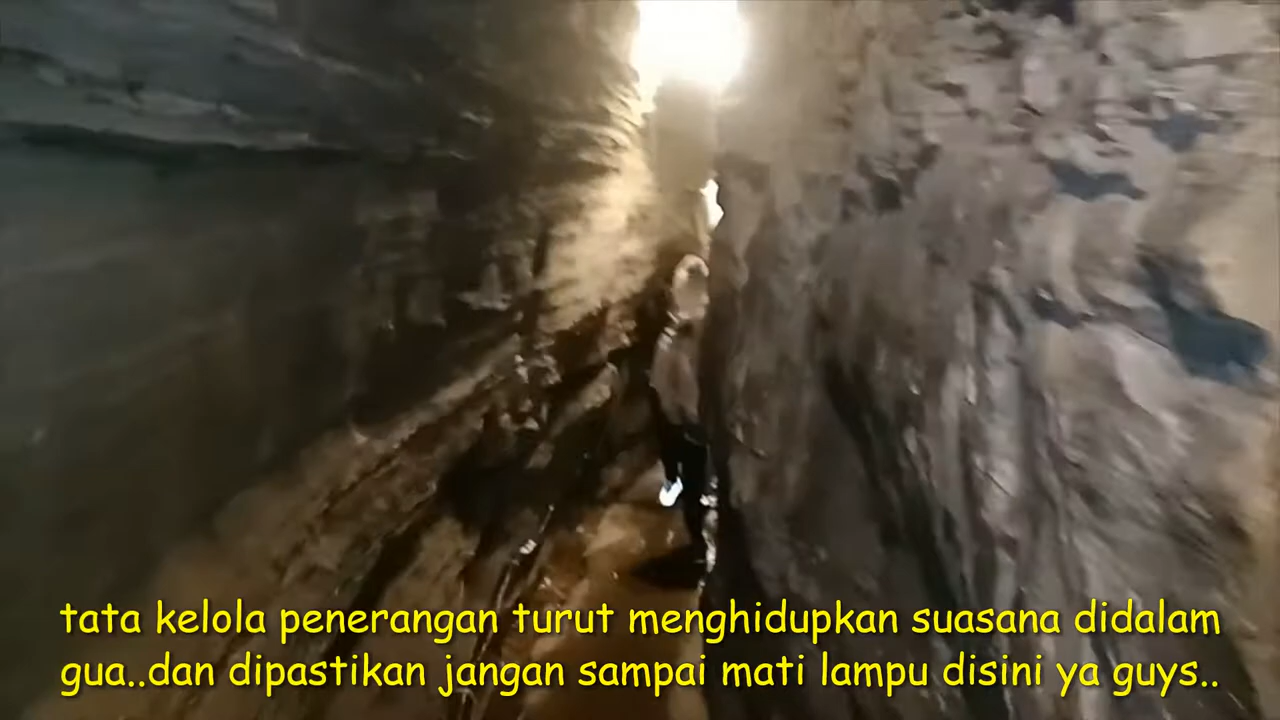 tata kelola penerangan turut menghidupkan suasana didalam
gua..dan dipastikan jangan sampai mati lampu disini ya guys..